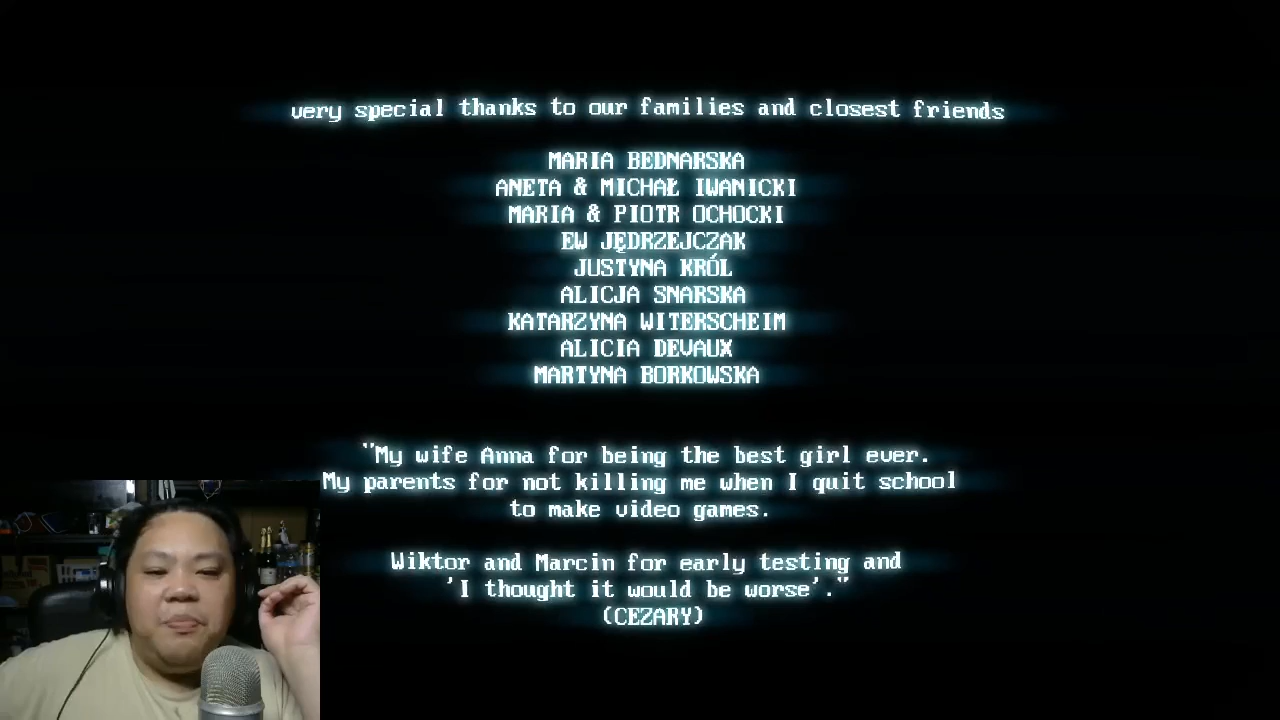 very special thanks to our families and closest friends
MARIA BEDNARSKA
ANETA & MICHAŁ IWANICKI
MARIA & PIOTR OCHOCKI
EW JĘDRZEJCZAK
JUSTYNA KRÓL
ALICJA SNARSKA
KATARZYNA WITERSCHEIM
ALICIA DEVAUX
MARTYNA BORKOWSKA
"My wife Anna for being the best girl ever.
My parents for not killing me when I quit school
to make video games.
Wiktor and Marcin for early testing and
'I thought it would be worse'."
(CEZARY)